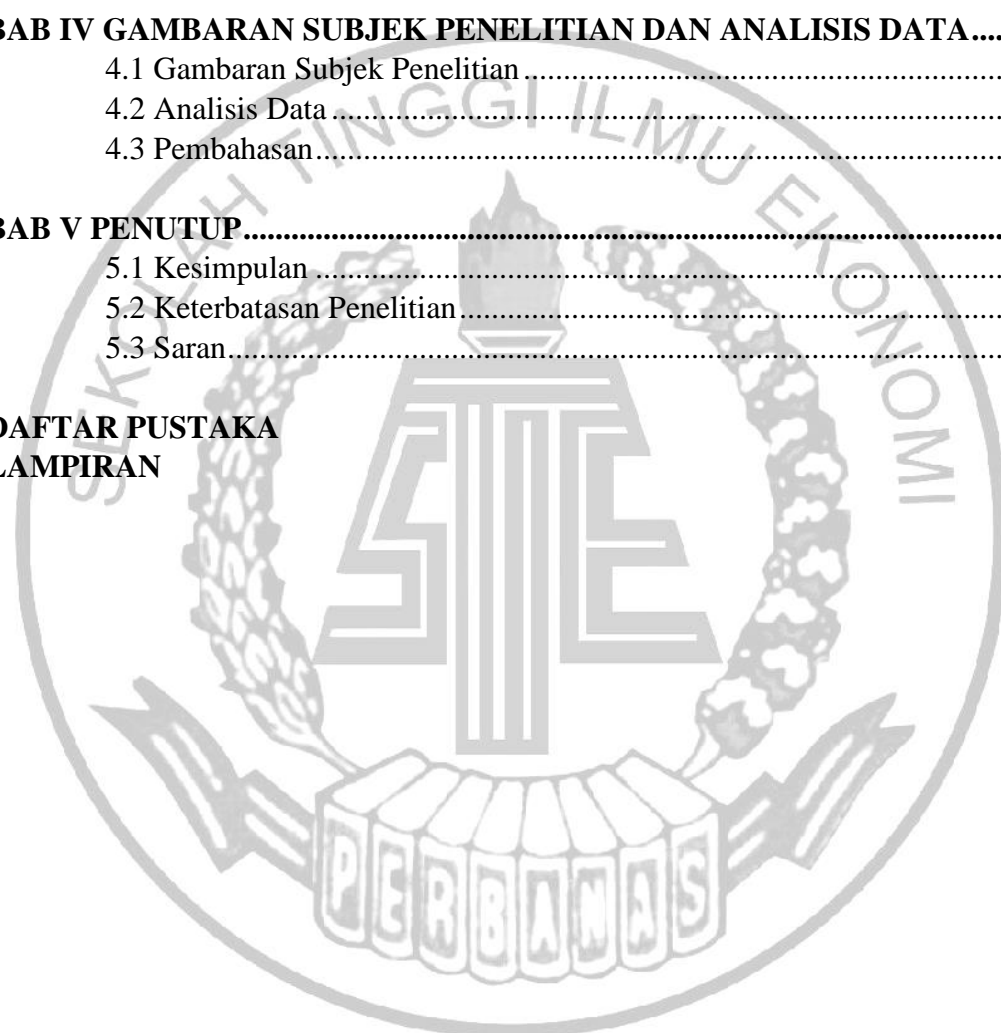 BAB IV GAMBARAN SUBJEK PENELITIAN DAN ANALISIS DATA....
4.1 Gambaran Subjek Penelitian....................................................................
4.2 Analisis Data............................................................................................
4.3 Pembahasan..............................................................................................
BAB V PENUTUP................................................................................................
5.1 Kesimpulan..............................................................................................
5.2 Keterbatasan Penelitian............................................................................
5.3 Saran.........................................................................................................
DAFTAR PUSTAKA
LAMPIRAN
SEKOLAH TINGGI ILMU EKONOMI
STIE
PERBANAS